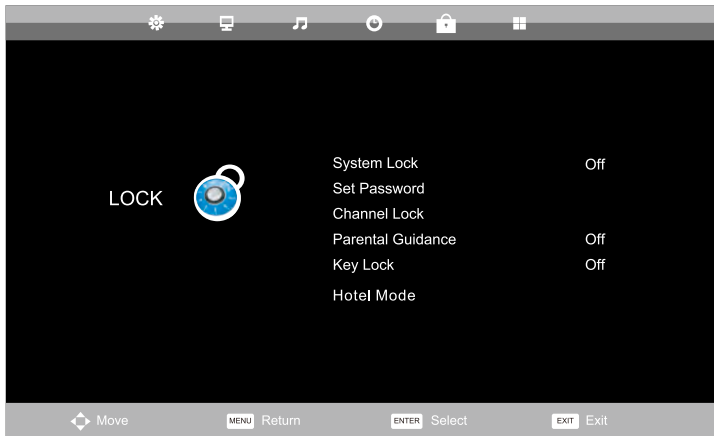 LOCK
System Lock Off
Set Password
Channel Lock
Parental Guidance Off
Key Lock Off
Hotel Mode
Move MENU Return ENTER Select EXIT Exit